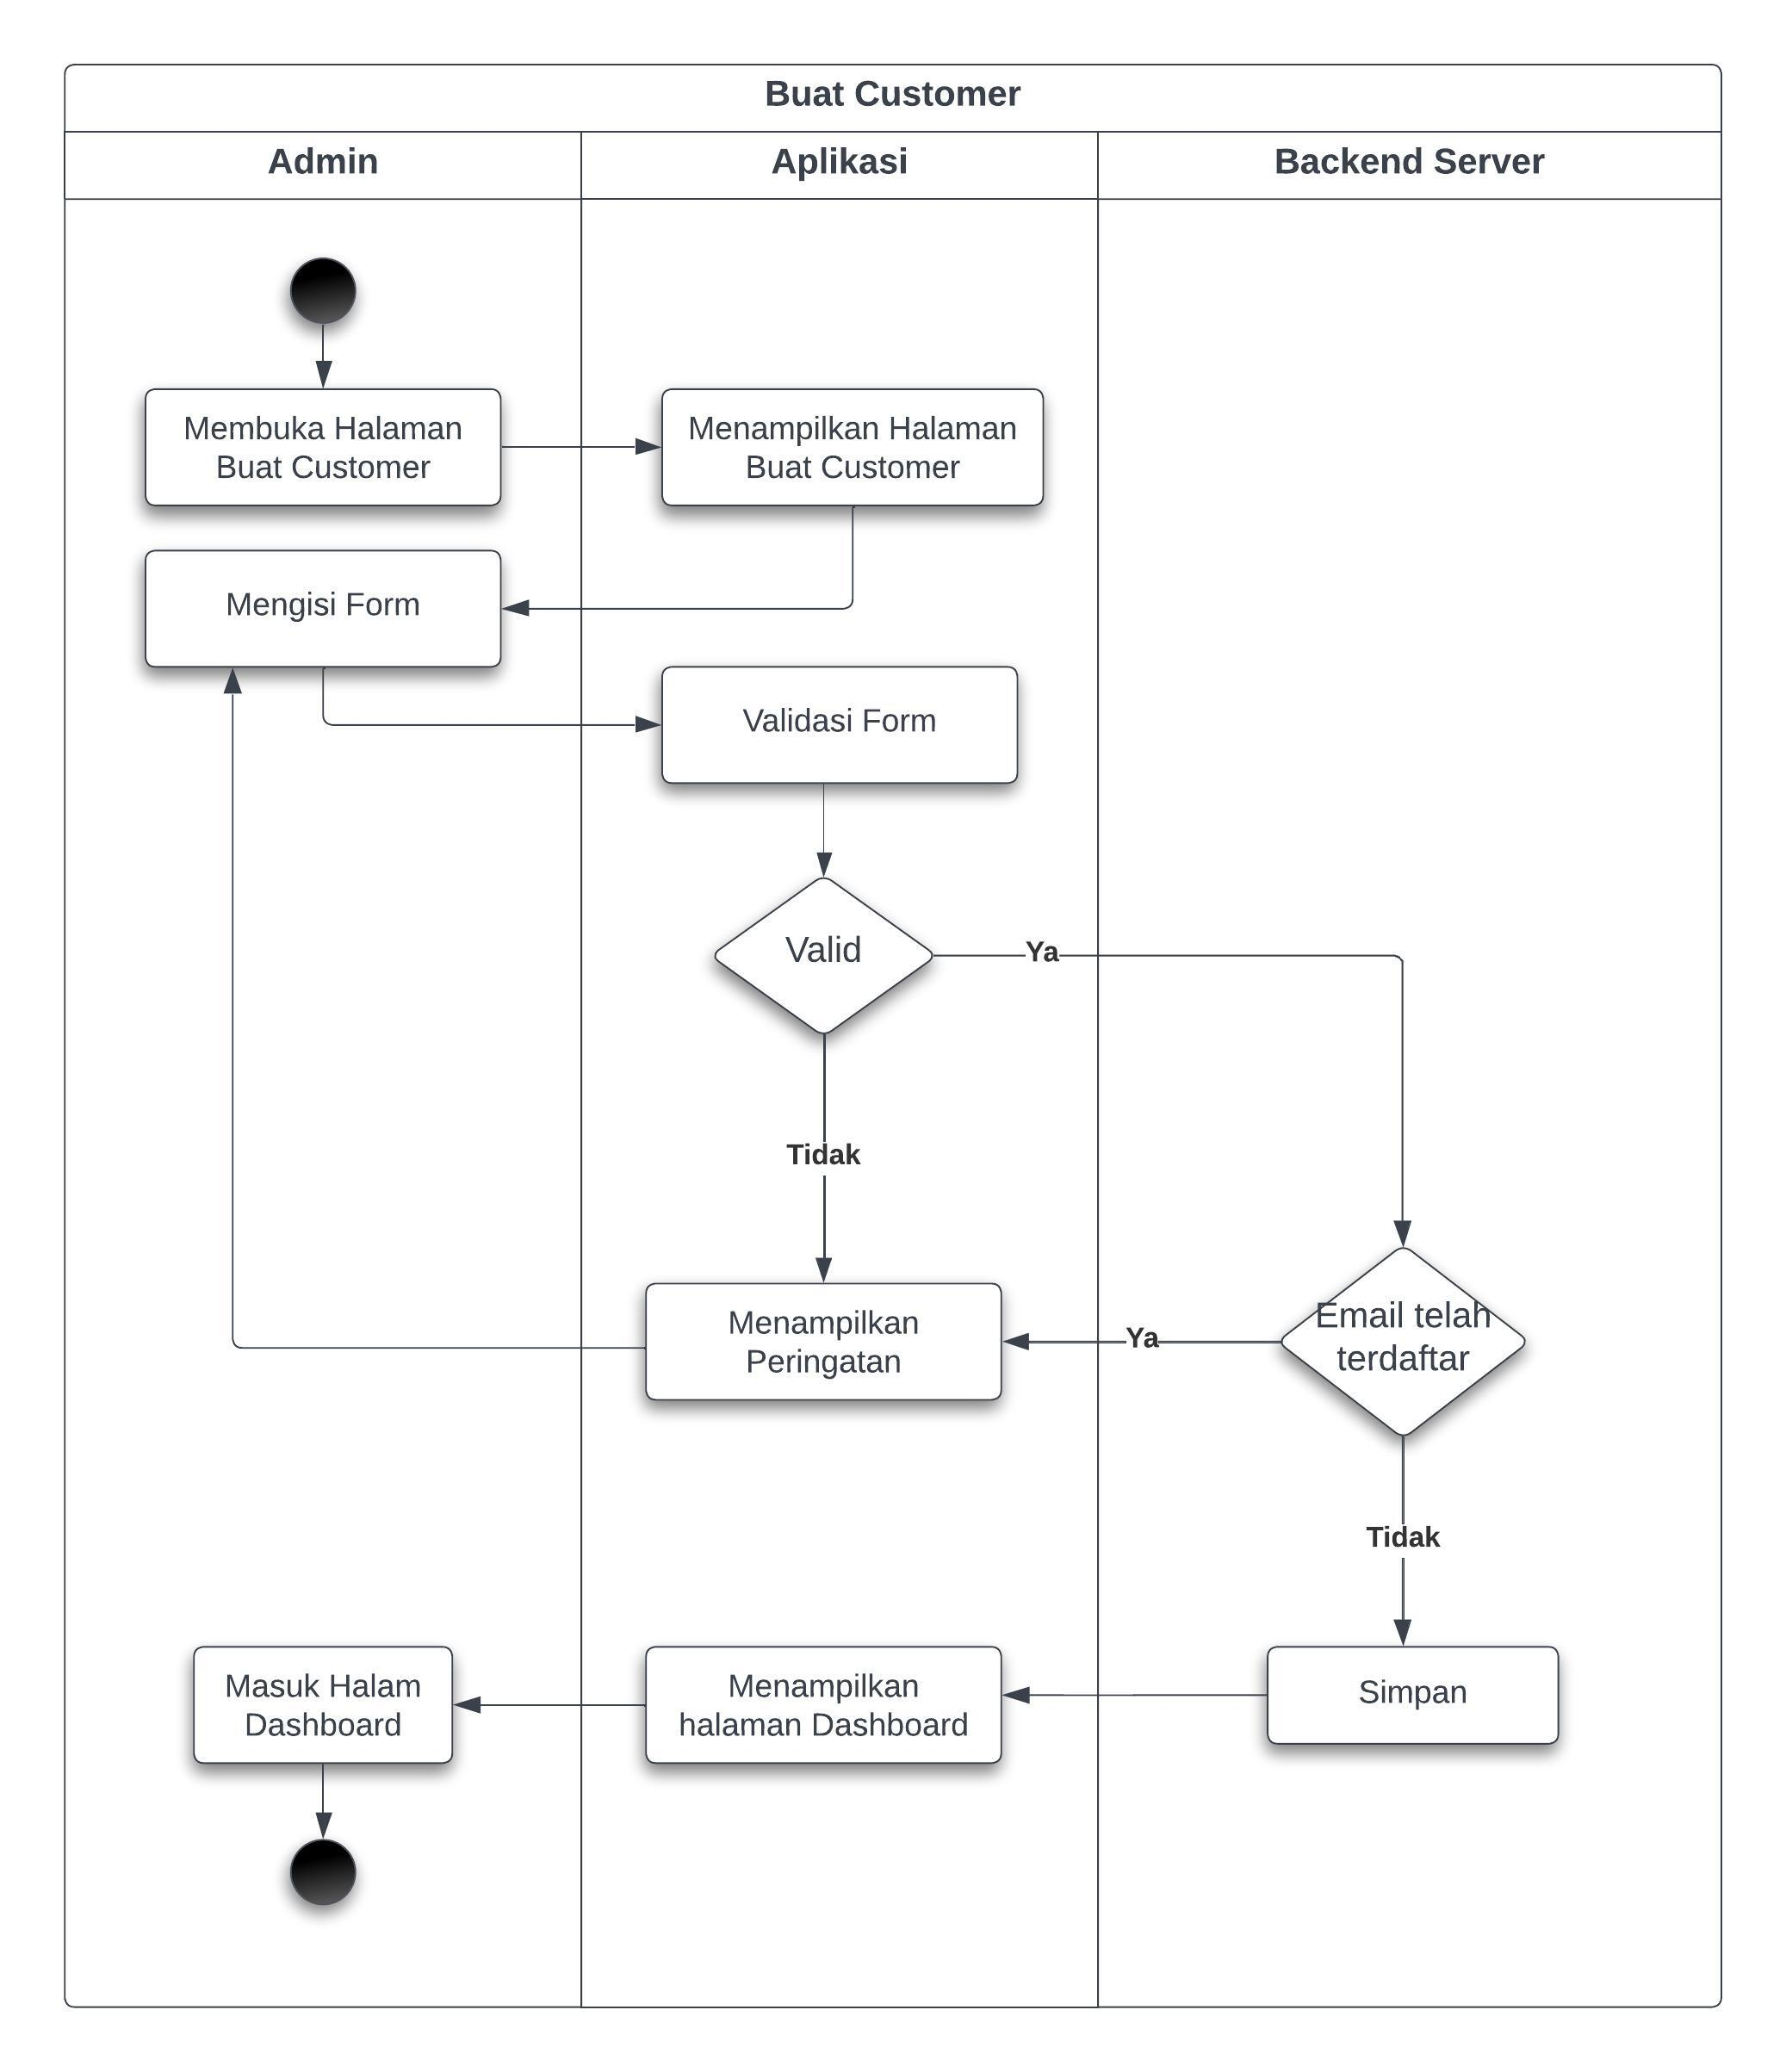 Buat Customer
Admin
Aplikasi
Backend Server
Membuka Halaman
Buat Customer
Menampilkan Halaman
Buat Customer
Mengisi Form
Validasi Form
Valid
Ya
Tidak
Menampilkan
Peringatan
Ya
Email telah
terdaftar
Tidak
Masuk Halam
Dashboard
Menampilkan
halaman Dashboard
Simpan